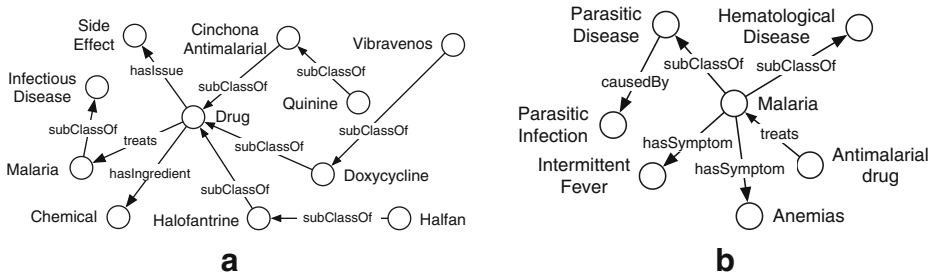 Side
Effect
Cinchona
Antimalarial
Vibravenos
hasIssue
subClassOf
subClassOf
Infectious
Disease
Quinine
Drug
subClassOf
subClassOf
treats
subClassOf
Malaria
hasIngredient
Doxycycline
subClassOf
Chemical
Halofantrine
subClassOf
Halfan
a
Parasitic
Disease
Hematological
Disease
subClassOf
subClassOf
causedBy
Malaria
Parasitic
Infection
hasSymptom
treats
Intermittent
Fever
hasSymptom
Antimalarial
drug
Anemias
b